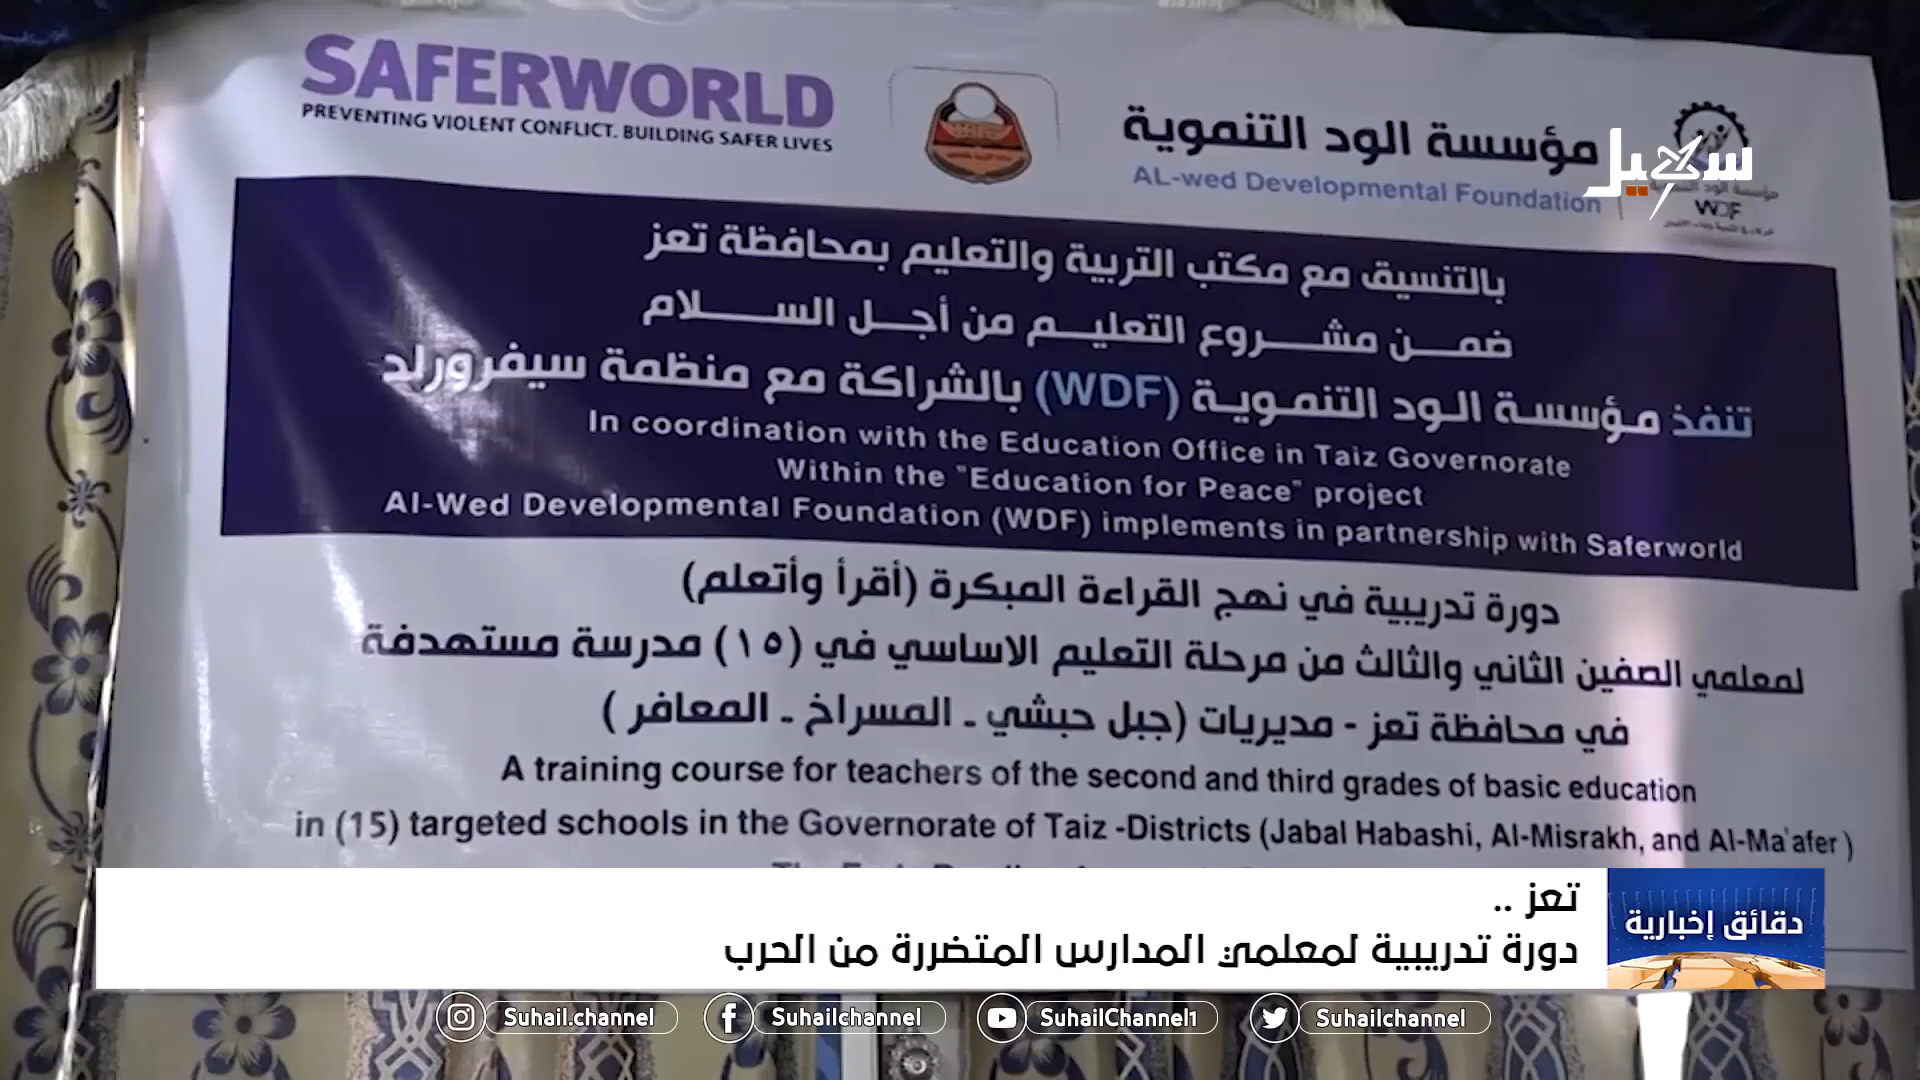 SAFERWORLD
PREVENTING VIOLENT CONFLICT. BUILDING SAFER LIVES
مؤسسة الود التنموية
AL-wed Developmental Foundation
سهيل
WDF
بالتنسيق مع مكتب التربية والتعليم بمحافظة تعز
ضمن مشروع التعليم من أجل السلام
تنفذ مؤسسة الود التنموية (WDF) بالشراكة مع منظمة سيفرورلد
In coordination with the Education Office in Taiz Governorate
Within the "Education for Peace" project
Al-Wed Developmental Foundation (WDF) implements in partnership with Saferworld
دورة تدريبية في نهج القراءة المبكرة (أقرأ وأتعلم)
لمعلمي الصفين الثاني والثالث من مرحلة التعليم الاساسي في (١٥) مدرسة مستهدفة
في محافظة تعز - مديريات (جبل حبشي - المسراخ - المعافر )
A training course for teachers of the second and third grades of basic education
in (15) targeted schools in the Governorate of Taiz -Districts (Jabal Habashi, Al-Misrakh, and Al-Ma'afer )
تعز ..
دورة تدريبية لمعلمي المدارس المتضررة من الحرب
دقائق إخبارية
Suhail.channel
Suhailchannel
SuhailChannel1
Suhailchannel